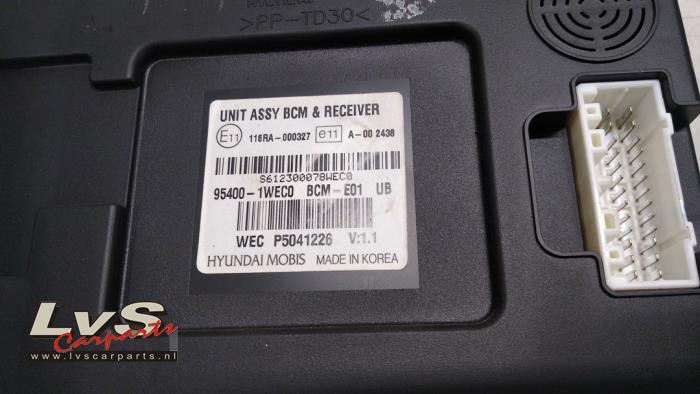 >PP-TD30<
UNIT ASSY BCM & RECEIVER
E11 116RA-000327 e11 A-00 2438
S612300078WEC0
95400-1WEC0 BCM-E01 UB
WEC P5041226 V:1.1
HYUNDAI MOBIS MADE IN KOREA
LvS
Carparts
www.lvscarparts.nl